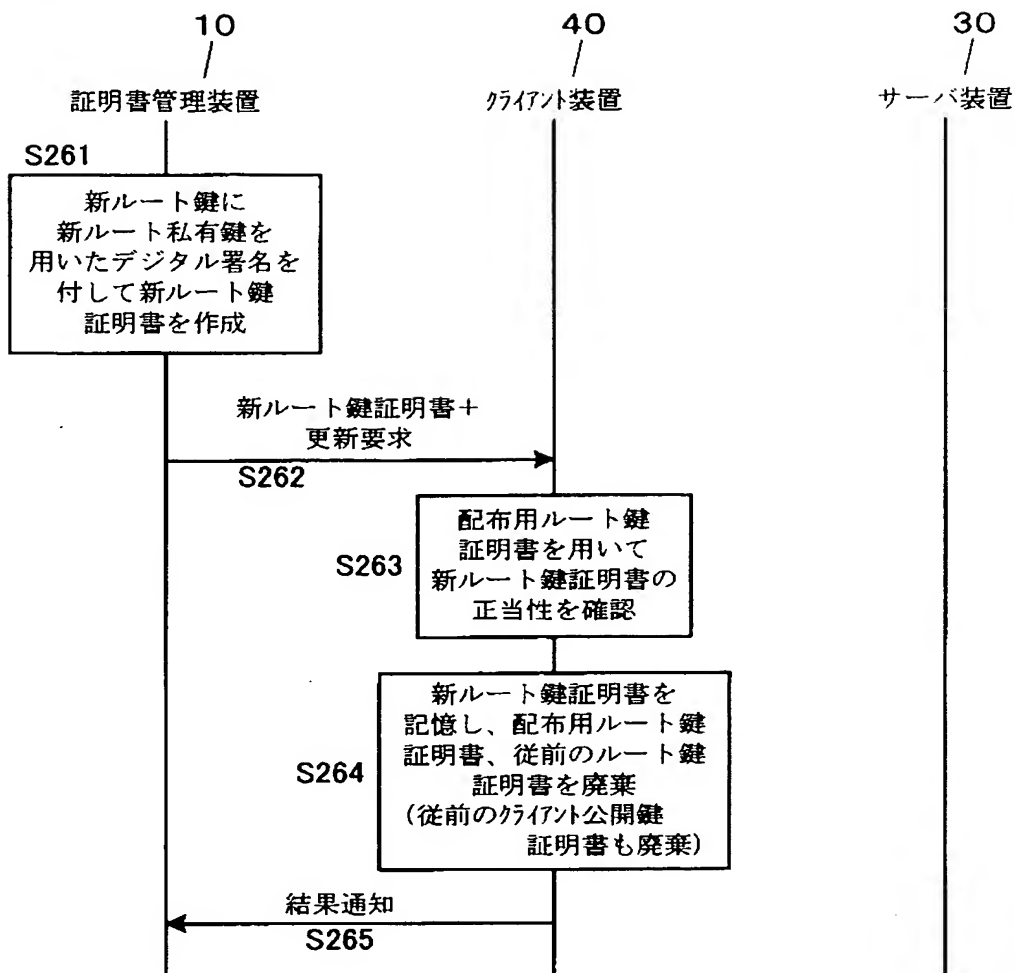 10
40
30
証明書管理装置
クライアント装置
サーバ装置
S261
新ルート鍵に
新ルート私有鍵を
用いたデジタル署名を
付して新ルート鍵
証明書を作成
新ルート鍵証明書+
更新要求
S262
S263
配布用ルート鍵
証明書を用いて
新ルート鍵証明書の
正当性を確認
S264
新ルート鍵証明書を
記憶し、配布用ルート鍵
証明書、従前のルート鍵
証明書を廃棄
(従前のクライアント公開鍵
証明書も廃棄)
結果通知
S265